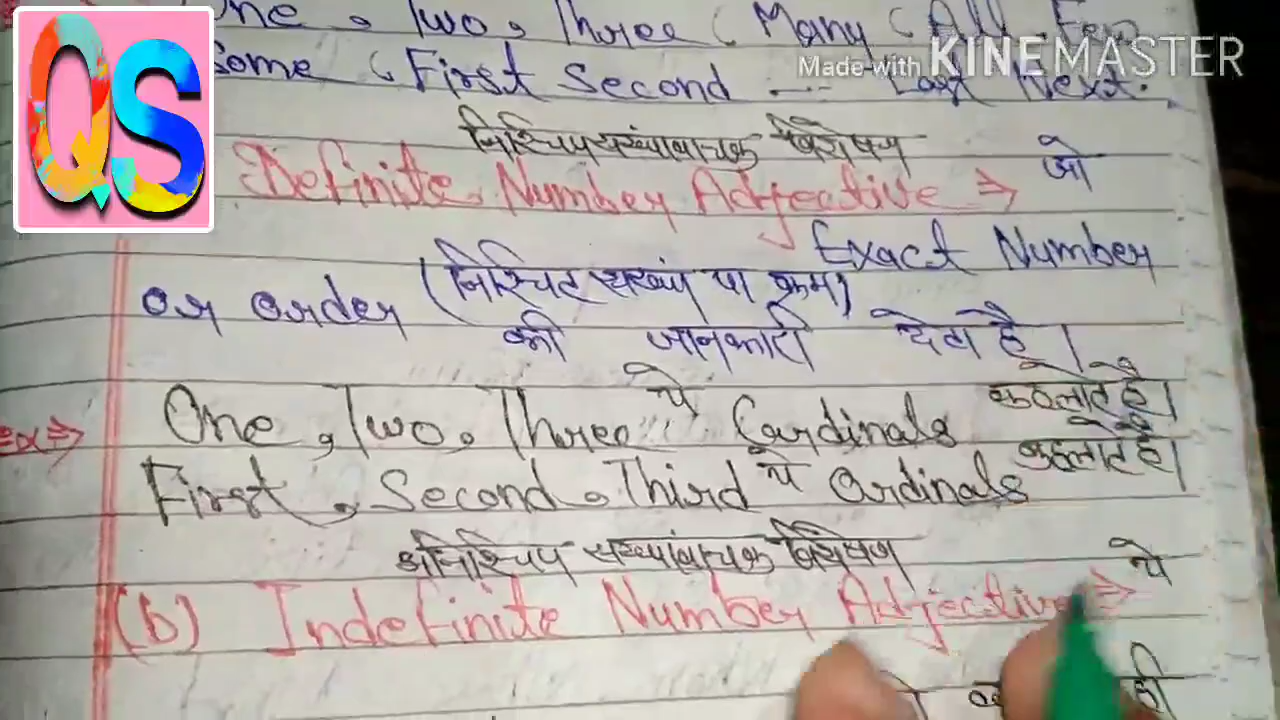 One, Two, Three, Many, All, Few
Made with KINEMASTER
Some, First Second ---- Last Next.
QS
निश्चित संख्यावाचक विशेषण
Definite Number Adjective ⇒ जो
Exact Number
or order (निश्चित संख्या या क्रम)
की जानकारी देता है।
Ex ⇒ One, Two, Three ये Cardinals कहलाते है।
First, Second, Third ये Ordinals कहलाते है।
अनिश्चित संख्यावाचक विशेषण
(b) Indefinite Number Adjective ⇒ ये